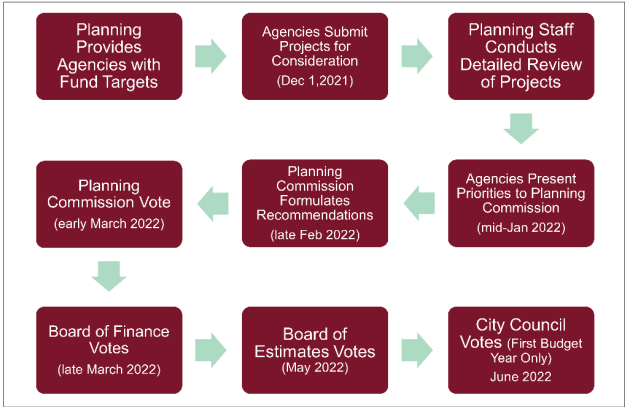 Planning
Provides
Agencies with
Fund Targets
Agencies Submit
Projects for
Consideration
(Dec 1,2021)
Planning Staff
Conducts
Detailed Review
of Projects
Agencies Present
Priorities to Planning
Commission
(mid-Jan 2022)
Planning
Commission
Formulates
Recommendations
(late Feb 2022)
Planning
Commission Vote
(early March 2022)
Board of Finance
Votes
(late March 2022)
Board of
Estimates Votes
(May 2022)
City Council
Votes (First Budget
Year Only)
June 2022